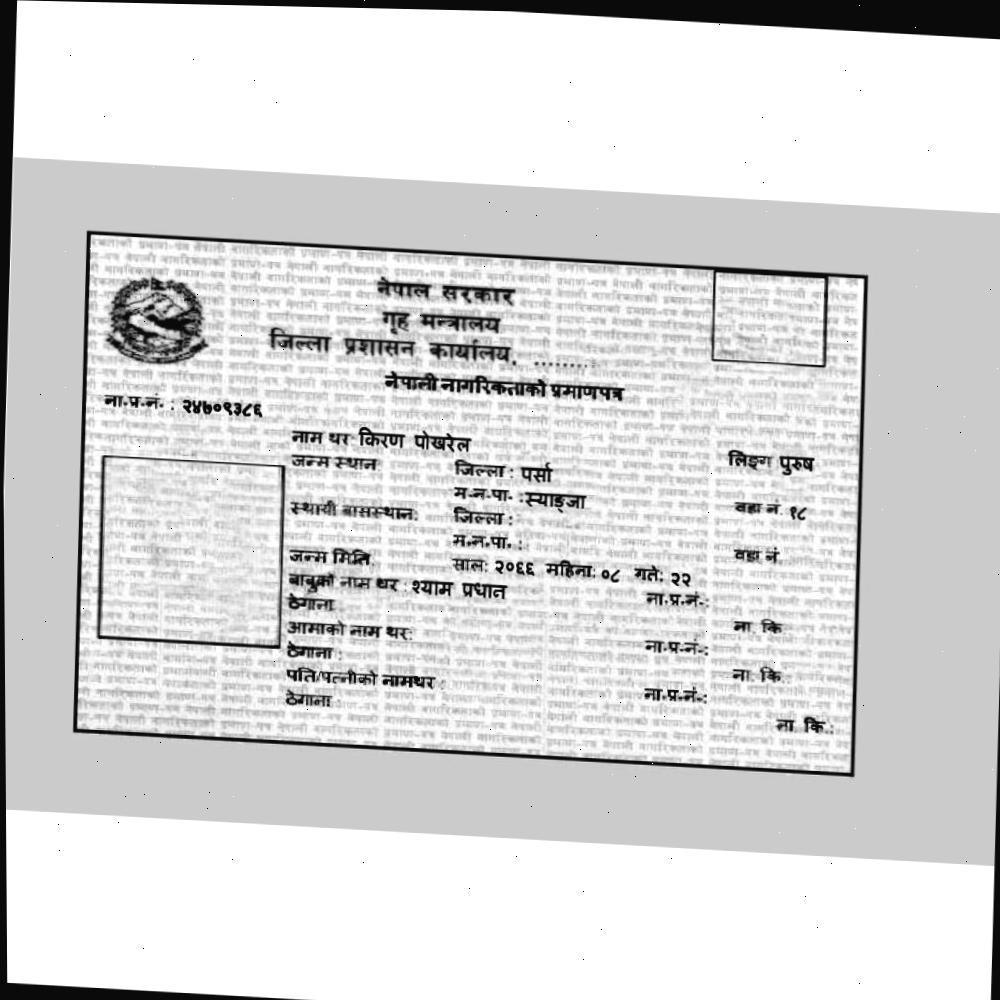 नेपाल सरकार
गृह मन्त्रालय
जिल्ला प्रशासन कार्यालय, .........
नेपाली नागरिकताको प्रमाणपत्र
ना.प्र.नं. : २४७०९३८६
नाम थर: किरण पोखरेल लिङ्ग पुरुष
जन्म स्थान: जिल्ला : पर्सा
म.न.पा. : स्याङ्जा वडा नं. १८
स्थायी बासस्थान: जिल्ला :
म.न.पा. : वडा नं.
जन्म मिति साल: २०६६ महिना: ०८ गते: २२
बाबुको नाम थर : श्याम प्रधान ना.प्र.नं.:
ठेगाना : ना. कि.:
आमाको नाम थर: ना.प्र.नं.:
ठेगाना : ना. कि.:
पति/पत्नीको नामथर : ना.प्र.नं.:
ठेगाना : ना. कि.: